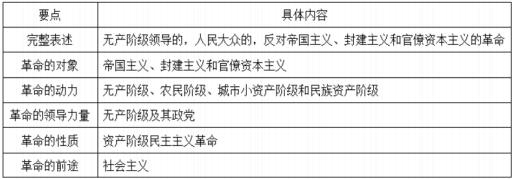 要点 具体内容
完整表述 无产阶级领导的，人民大众的，反对帝国主义、封建主义和官僚资本主义的革命
革命的对象 帝国主义、封建主义和官僚资本主义
革命的动力 无产阶级、农民阶级、城市小资产阶级和民族资产阶级
革命的领导力量 无产阶级及其政党
革命的性质 资产阶级民主主义革命
革命的前途 社会主义